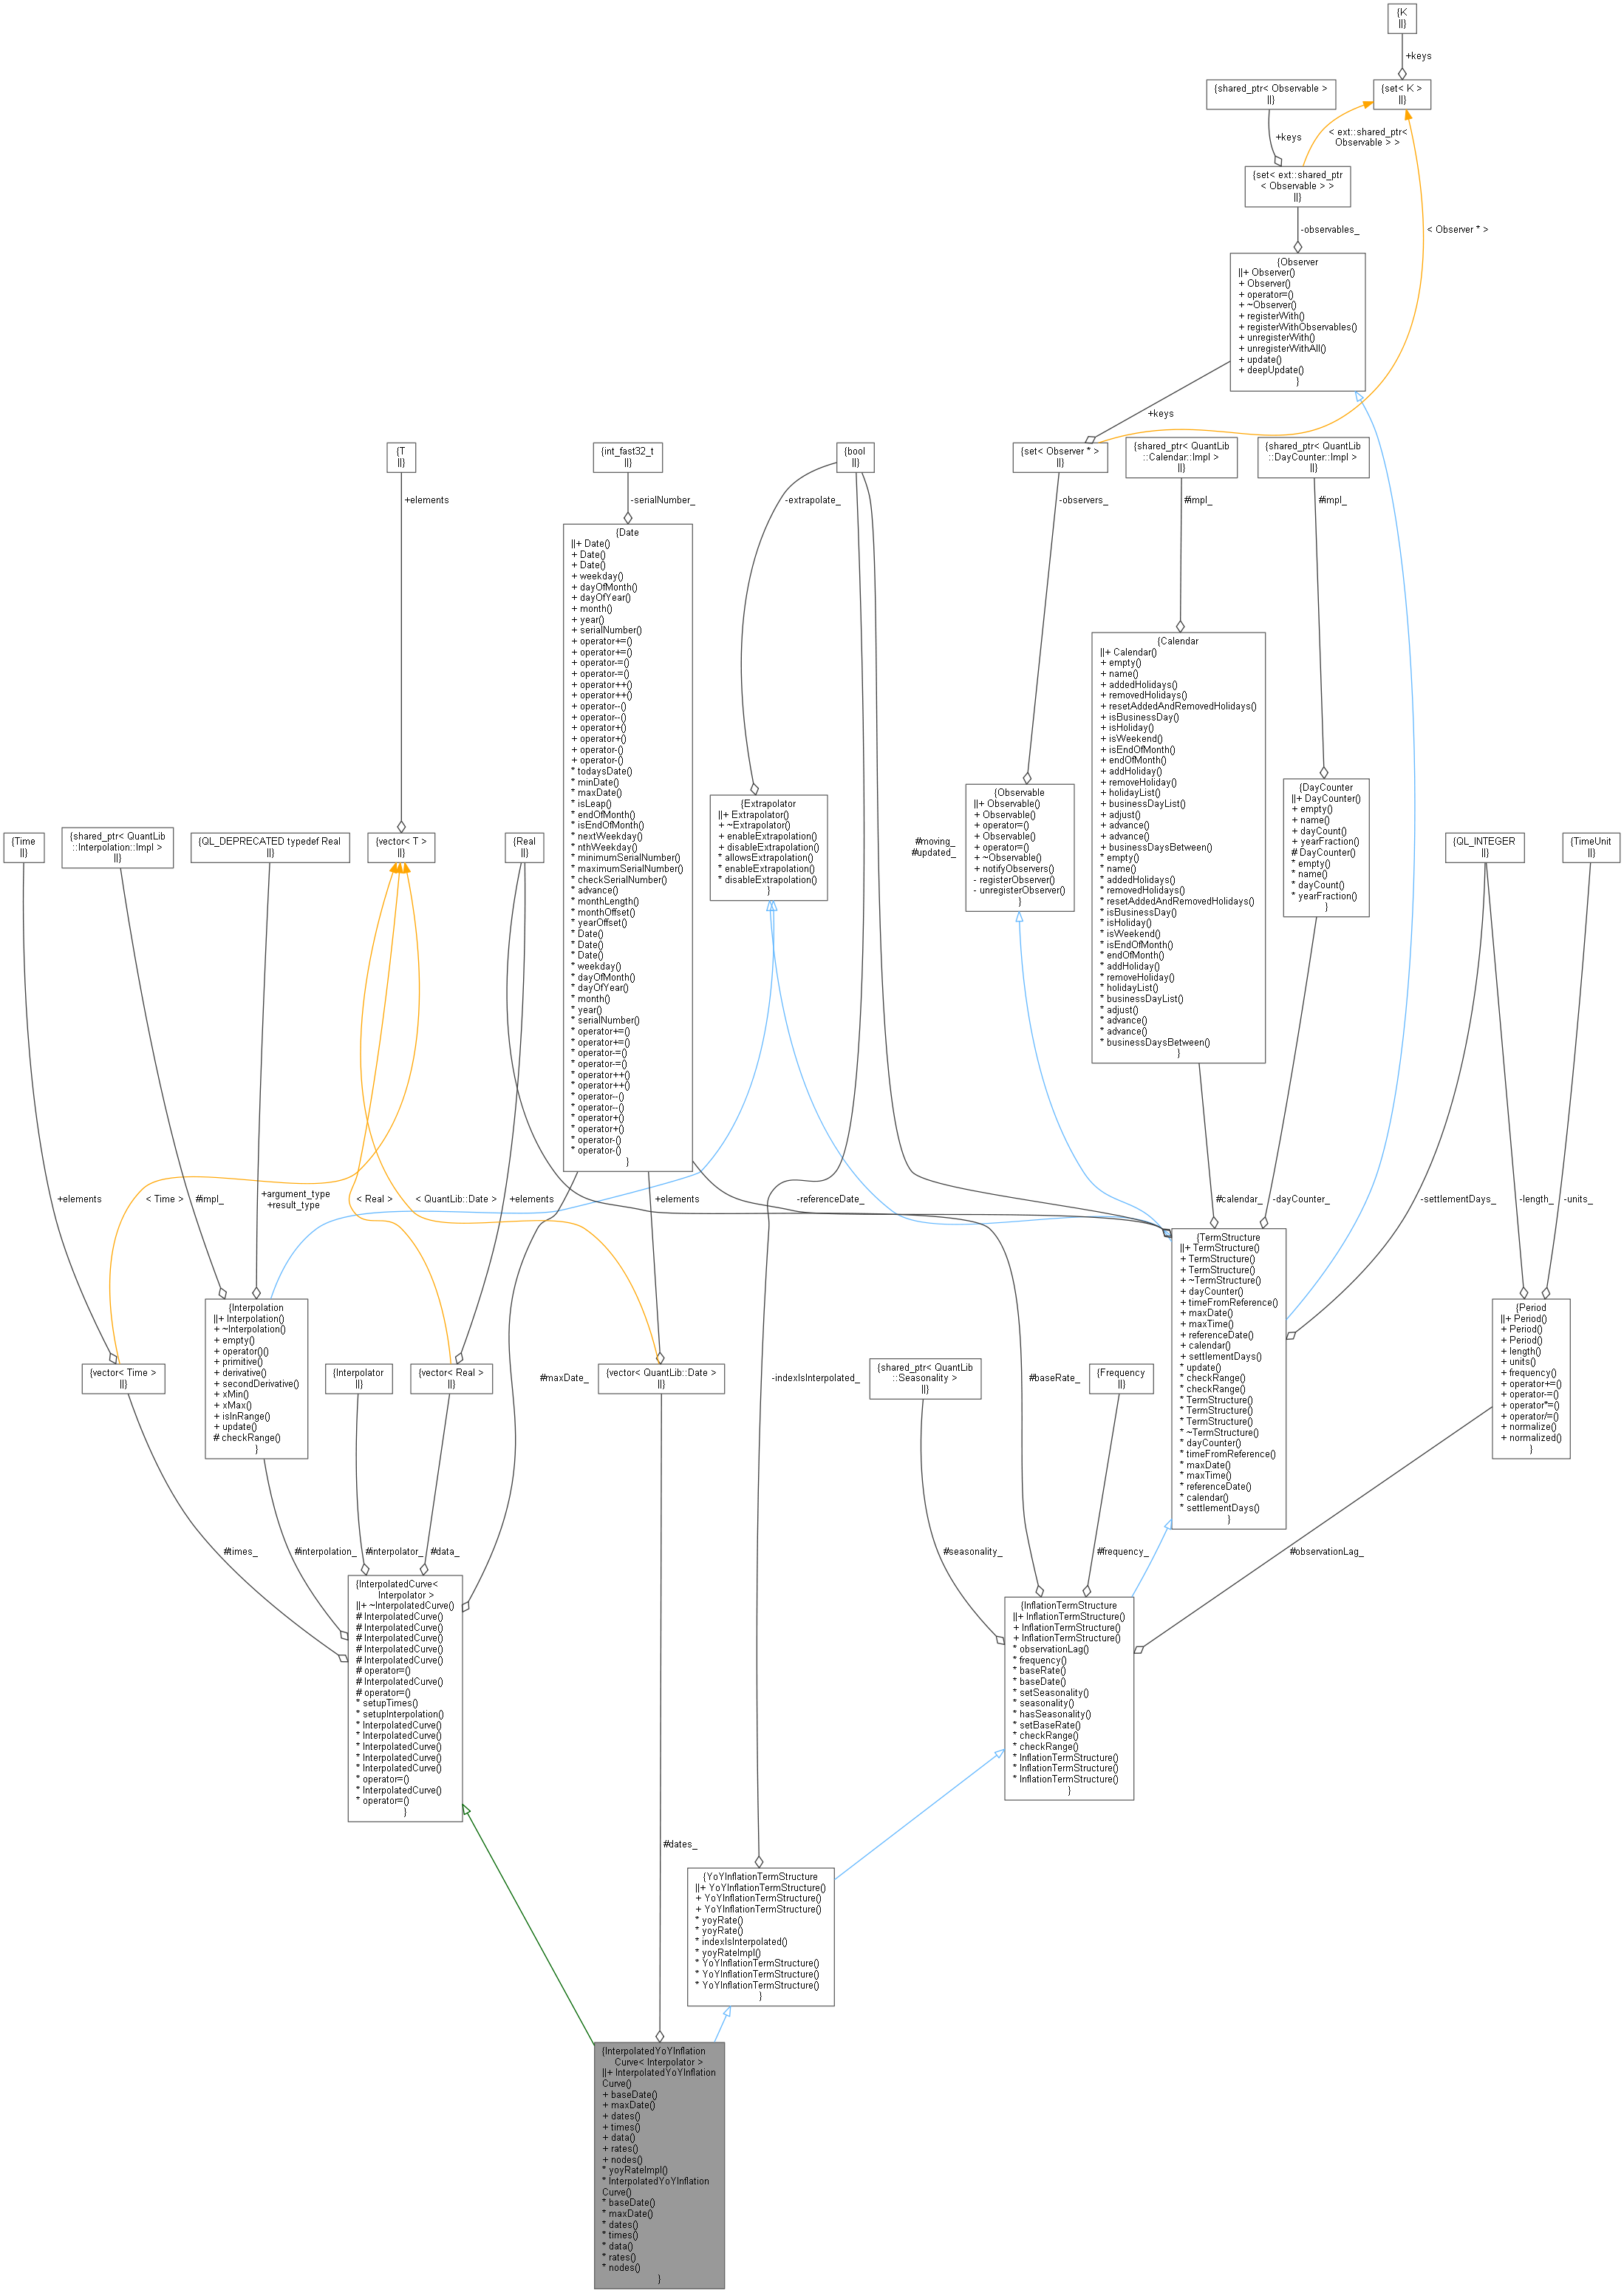 {K
||}
+keys
{shared_ptr< Observable >
||}
{set< K >
||}
+keys
< ext::shared_ptr<
Observable > >
{set< ext::shared_ptr
< Observable > >
||}
-observables_
< Observer * >
{Observer
||+ Observer()
+ Observer()
+ operator=()
+ ~Observer()
+ registerWith()
+ registerWithObservables()
+ unregisterWith()
+ unregisterWithAll()
+ update()
+ deepUpdate()
}
+keys
{T
||}
{int_fast32_t
||}
{bool
||}
{set< Observer * >
||}
{shared_ptr< QuantLib
::Calendar::Impl >
||}
{shared_ptr< QuantLib
::DayCounter::Impl >
||}
+elements
-serialNumber_
-extrapolate_
-observers_
#impl_
#impl_
{Date
||+ Date()
+ Date()
+ Date()
+ weekday()
+ dayOfMonth()
+ dayOfYear()
+ month()
+ year()
+ serialNumber()
+ operator+=()
+ operator+=()
+ operator-=()
+ operator-=()
+ operator++()
+ operator++()
+ operator--()
+ operator--()
+ operator+()
+ operator+()
+ operator-()
+ operator-()
* todaysDate()
* minDate()
* maxDate()
* isLeap()
* endOfMonth()
* isEndOfMonth()
* nextWeekday()
* nthWeekday()
* minimumSerialNumber()
* maximumSerialNumber()
* checkSerialNumber()
* advance()
* monthLength()
* monthOffset()
* yearOffset()
* Date()
* Date()
* Date()
* weekday()
* dayOfMonth()
* dayOfYear()
* month()
* year()
* serialNumber()
* operator+=()
* operator+=()
* operator-=()
* operator-=()
* operator++()
* operator++()
* operator--()
* operator--()
* operator+()
* operator+()
* operator-()
* operator-()
}
{Calendar
||+ Calendar()
+ empty()
+ name()
+ addedHolidays()
+ removedHolidays()
+ resetAddedAndRemovedHolidays()
+ isBusinessDay()
+ isHoliday()
+ isWeekend()
+ isEndOfMonth()
+ endOfMonth()
+ addHoliday()
+ removeHoliday()
+ holidayList()
+ businessDayList()
+ adjust()
+ advance()
+ advance()
+ businessDaysBetween()
* empty()
* name()
* addedHolidays()
* removedHolidays()
* resetAddedAndRemovedHolidays()
* isBusinessDay()
* isHoliday()
* isWeekend()
* isEndOfMonth()
* endOfMonth()
* addHoliday()
* removeHoliday()
* holidayList()
* businessDayList()
* adjust()
* advance()
* advance()
* businessDaysBetween()
}
{Extrapolator
||+ Extrapolator()
+ ~Extrapolator()
+ enableExtrapolation()
+ disableExtrapolation()
* allowsExtrapolation()
* enableExtrapolation()
* disableExtrapolation()
}
{Observable
||+ Observable()
+ Observable()
+ operator=()
+ Observable()
+ operator=()
+ ~Observable()
+ notifyObservers()
- registerObserver()
- unregisterObserver()
}
{DayCounter
||+ DayCounter()
+ empty()
+ name()
+ dayCount()
+ yearFraction()
# DayCounter()
* empty()
* name()
* dayCount()
* yearFraction()
}
{Time
||}
{shared_ptr< QuantLib
::Interpolation::Impl >
||}
{QL_DEPRECATED typedef Real
||}
{vector< T >
||}
{Real
||}
#moving_
#updated_
{QL_INTEGER
||}
{TimeUnit
||}
+elements
< Time >
#impl_
+argument_type
+result_type
< Real >
< QuantLib::Date >
+elements
+elements
-referenceDate_
#calendar_
-dayCounter_
-settlementDays_
-length_
-units_
{TermStructure
||+ TermStructure()
+ TermStructure()
+ TermStructure()
+ ~TermStructure()
+ dayCounter()
+ timeFromReference()
+ maxDate()
+ maxTime()
+ referenceDate()
+ calendar()
+ settlementDays()
* update()
* checkRange()
* checkRange()
* TermStructure()
* TermStructure()
* TermStructure()
* ~TermStructure()
* dayCounter()
* timeFromReference()
* maxDate()
* maxTime()
* referenceDate()
* calendar()
* settlementDays()
}
{Interpolation
||+ Interpolation()
+ ~Interpolation()
+ empty()
+ operator()()
+ primitive()
+ derivative()
+ secondDerivative()
+ xMin()
+ xMax()
+ isInRange()
+ update()
# checkRange()
}
{Period
||+ Period()
+ Period()
+ Period()
+ length()
+ units()
+ frequency()
+ operator+=()
+ operator-=()
+ operator*=()
+ operator/=()
+ normalize()
+ normalized()
}
{vector< Time >
||}
{Interpolator
||}
{vector< Real >
||}
#maxDate_
{vector< QuantLib::Date >
||}
-indexIsInterpolated_
{shared_ptr< QuantLib
::Seasonality >
||}
#baseRate_
{Frequency
||}
#times_
#interpolation_
#interpolator_
#data_
#seasonality_
#frequency_
#observationLag_
{InterpolatedCurve<
Interpolator >
||+ ~InterpolatedCurve()
# InterpolatedCurve()
# InterpolatedCurve()
# InterpolatedCurve()
# InterpolatedCurve()
# InterpolatedCurve()
# operator=()
# InterpolatedCurve()
# operator=()
* setupTimes()
* setupInterpolation()
* InterpolatedCurve()
* InterpolatedCurve()
* InterpolatedCurve()
* InterpolatedCurve()
* InterpolatedCurve()
* operator=()
* InterpolatedCurve()
* operator=()
}
{InflationTermStructure
||+ InflationTermStructure()
+ InflationTermStructure()
+ InflationTermStructure()
* observationLag()
* frequency()
* baseRate()
* baseDate()
* setSeasonality()
* seasonality()
* hasSeasonality()
* setBaseRate()
* checkRange()
* checkRange()
* InflationTermStructure()
* InflationTermStructure()
* InflationTermStructure()
}
#dates_
{YoYInflationTermStructure
||+ YoYInflationTermStructure()
+ YoYInflationTermStructure()
+ YoYInflationTermStructure()
* yoyRate()
* yoyRate()
* indexIsInterpolated()
* yoyRateImpl()
* YoYInflationTermStructure()
* YoYInflationTermStructure()
* YoYInflationTermStructure()
}
{InterpolatedYoYInflation
Curve< Interpolator >
||+ InterpolatedYoYInflation
Curve()
+ baseDate()
+ maxDate()
+ dates()
+ times()
+ data()
+ rates()
+ nodes()
* yoyRateImpl()
* InterpolatedYoYInflation
Curve()
* baseDate()
* maxDate()
* dates()
* times()
* data()
* rates()
* nodes()
}